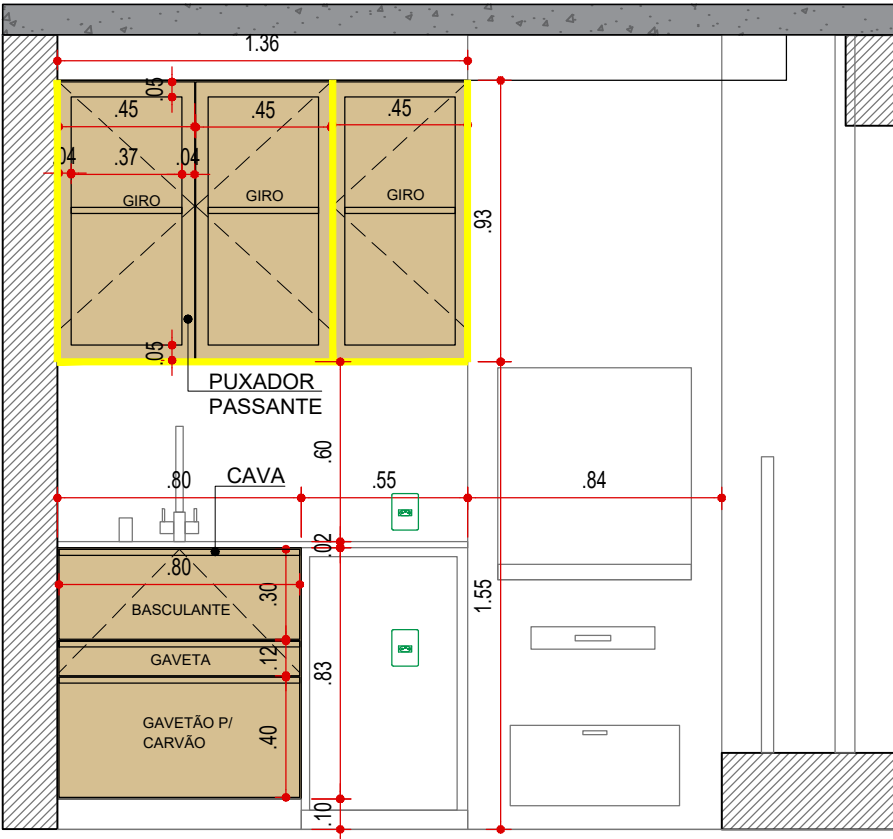 1.36
.05
.45
.45
.45
.04
.37
.04
GIRO
GIRO
GIRO
.93
.05
PUXADOR
PASSANTE
.60
.80
CAVA
.55
.84
.02
.80
.30
1.55
BASCULANTE
GAVETA
.12
.83
GAVETÃO P/
CARVÃO
.40
.10